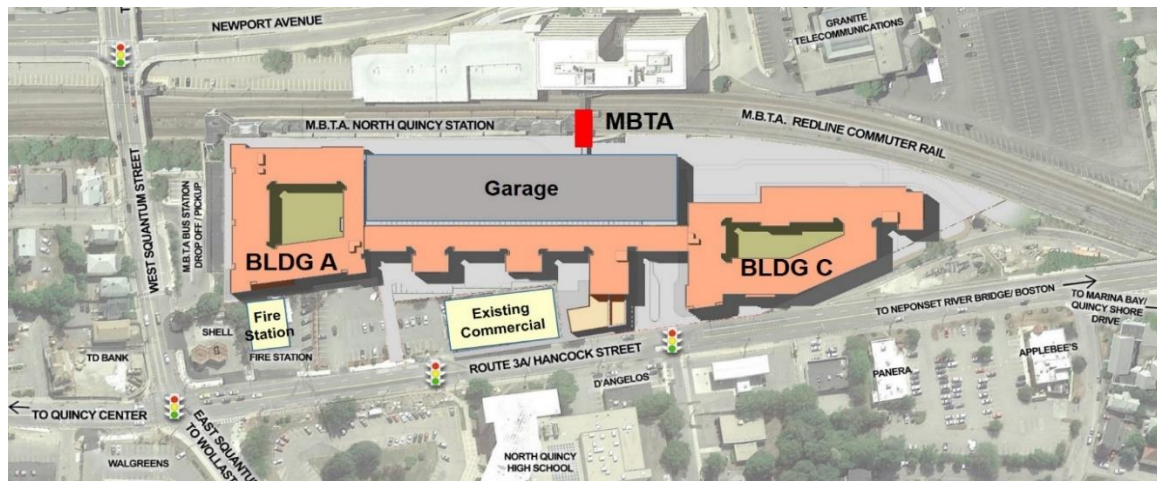 NEWPORT AVENUE
GRANITE
TELECOMMUNICATIONS
M.B.T.A. NORTH QUINCY STATION
MBTA
M.B.T.A. REDLINE COMMUTER RAIL
WEST SQUANTUM STREET
M.B.T.A BUS STATION
DROP OFF / PICKUP
Garage
BLDG A
BLDG C
Fire
Station
Existing
Commercial
SHELL
FIRE STATION
TD BANK
ROUTE 3A/ HANCOCK STREET
TO NEPONSET RIVER BRIDGE/ BOSTON
TO MARINA BAY/
QUINCY SHORE
DRIVE
APPLEBEE'S
PANERA
D'ANGELOS
TO QUINCY CENTER
EAST SQUANTU
TO WOLLAST
WALGREENS
NORTH QUINCY
HIGH SCHOOL